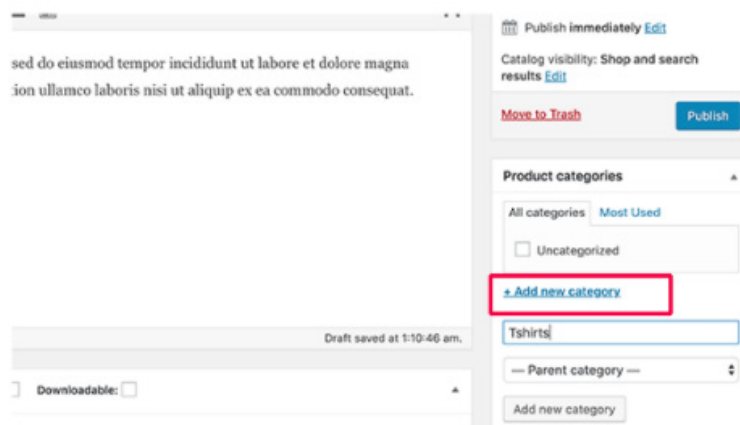 sed do eiusmod tempor incididunt ut labore et dolore magna
tion ullamco laboris nisi ut aliquip ex ea commodo consequat.
Draft saved at 1:10:46 am.
Downloadable:
Publish immediately Edit
Catalog visibility: Shop and search
results Edit
Move to Trash
Publish
Product categories
All categories Most Used
Uncategorized
+ Add new category
Tshirts
— Parent category —
Add new category